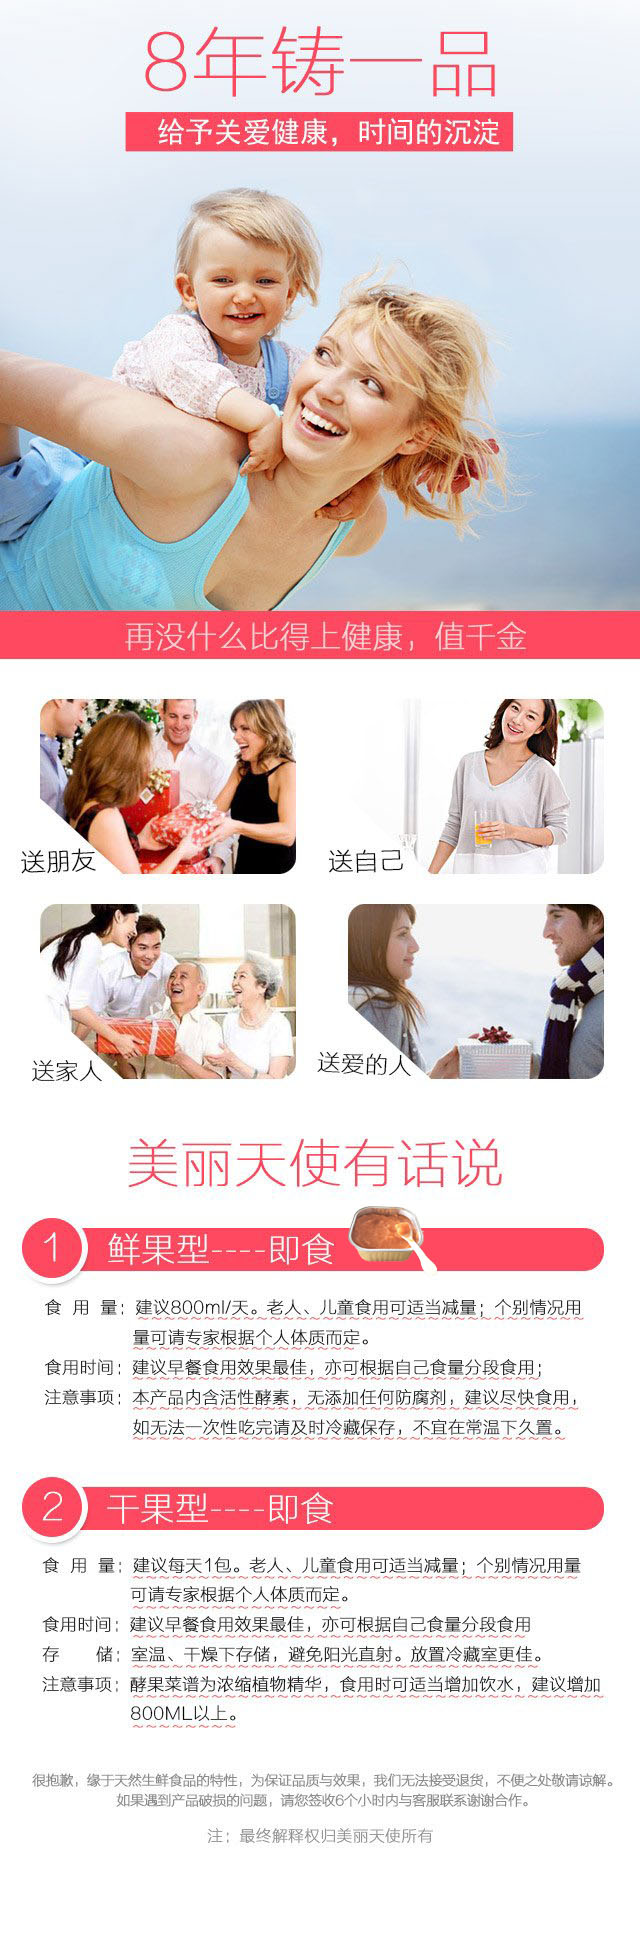 8年铸一品
给予关爱健康，时间的沉淀
再没什么比得上健康，值千金
送朋友
送自己
送家人
送爱的人
美丽天使有话说
1 鲜果型----即食
食 用 量：建议800ml/天。老人、儿童食用可适当减量；个别情况用
量可请专家根据个人体质而定。
食用时间：建议早餐食用效果最佳，亦可根据自己食量分段食用；
注意事项：本产品内含活性酵素，无添加任何防腐剂，建议尽快食用，
如无法一次性吃完请及时冷藏保存，不宜在常温下久置。
2 干果型----即食
食 用 量：建议每天1包。老人、儿童食用可适当减量；个别情况用量
可请专家根据个人体质而定。
食用时间：建议早餐食用效果最佳，亦可根据自己食量分段食用
存 储：室温、干燥下存储，避免阳光直射。放置冷藏室更佳。
注意事项：酵果菜谱为浓缩植物精华，食用时可适当增加饮水，建议增加
800ML以上。
很抱歉，缘于天然生鲜食品的特性，为保证品质与效果，我们无法接受退货，不便之处敬请谅解。
如果遇到产品破损的问题，请您签收6个小时内与客服联系谢谢合作。
注：最终解释权归美丽天使所有